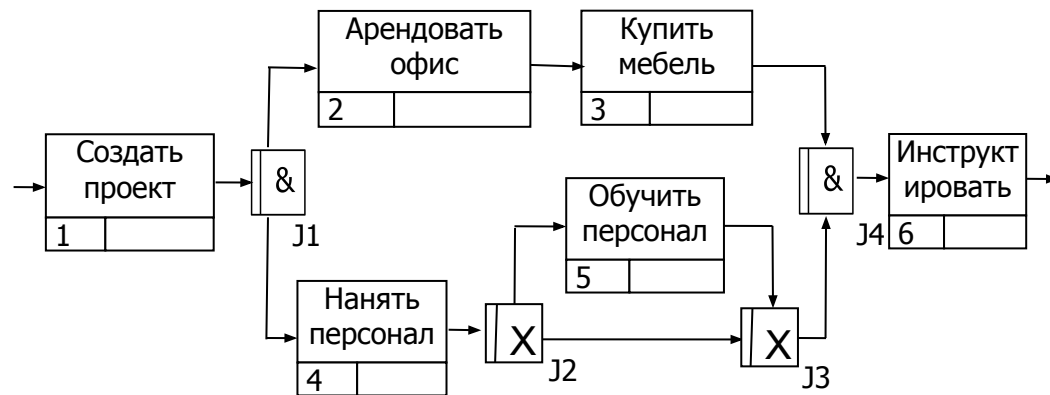 Арендовать
офис
2
Купить
мебель
3
Создать
проект
1
&
J1
Обучить
персонал
5
&
J4
Инструкт
ировать
6
Нанять
персонал
4
X
J2
X
J3